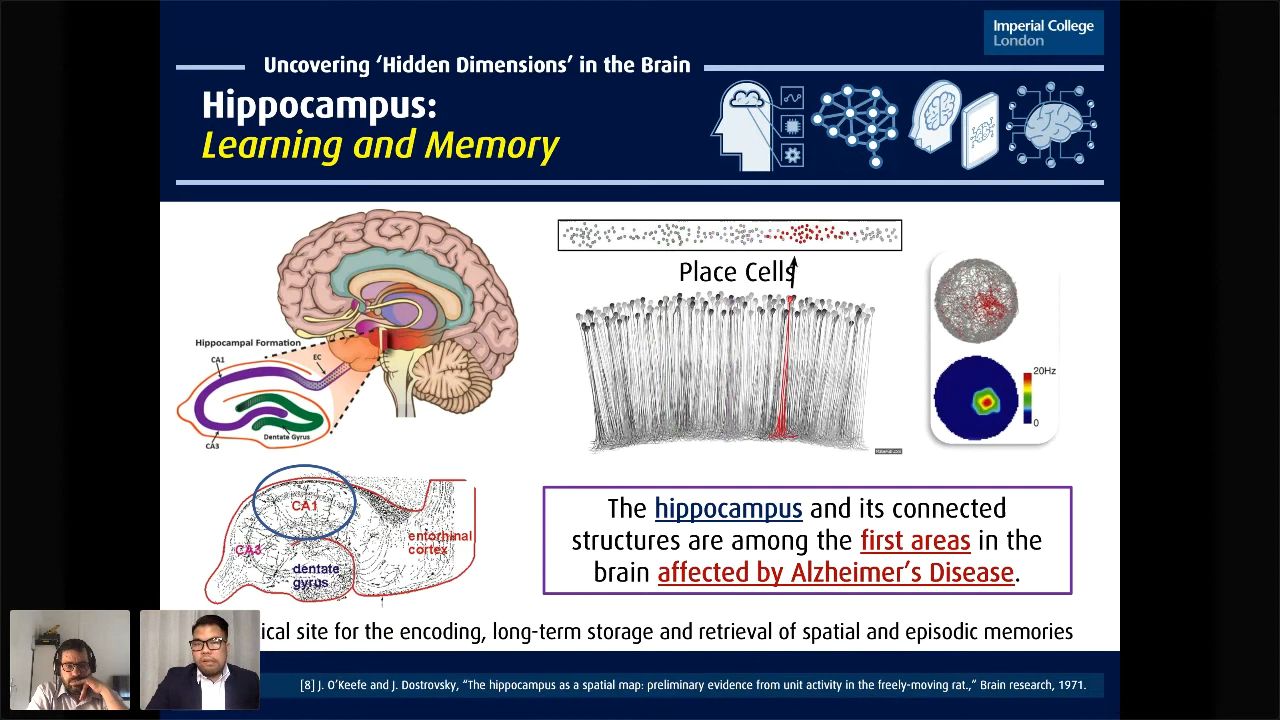 Imperial College
London
Uncovering ‘Hidden Dimensions’ in the Brain
Hippocampus:
Learning and Memory
Place Cells
Hippocampal Formation
CA1
EC
CA3
Dentate Gyrus
20Hz
0
CA1
CA3
entorhinal
cortex
dentate
gyrus
The hippocampus and its connected
structures are among the first areas in the
brain affected by Alzheimer’s Disease.
ical site for the encoding, long-term storage and retrieval of spatial and episodic memories
[8] J. O’Keefe and J. Dostrovsky, “The hippocampus as a spatial map: preliminary evidence from unit activity in the freely-moving rat.,” Brain research, 1971.